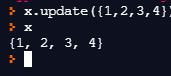 > x.update({1,2,3,4})
> x
{1, 2, 3, 4}
>